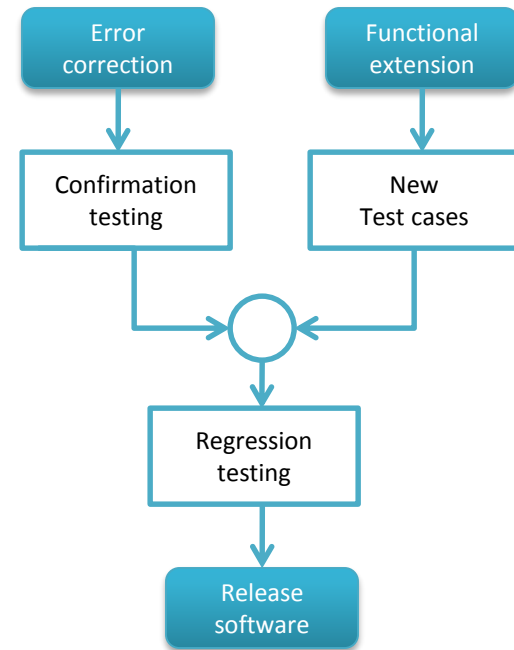 Error
correction
Functional
extension
Confirmation
testing
New
Test cases
Regression
testing
Release
software